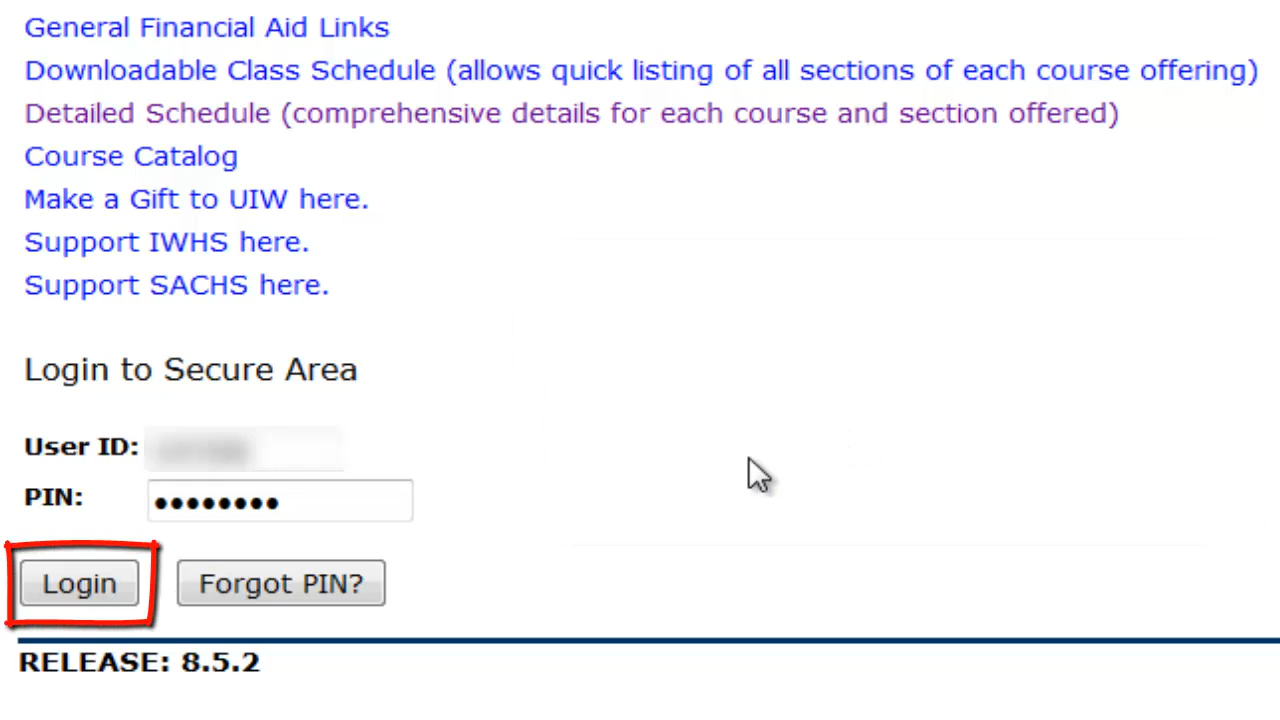 General Financial Aid Links
Downloadable Class Schedule (allows quick listing of all sections of each course offering)
Detailed Schedule (comprehensive details for each course and section offered)
Course Catalog
Make a Gift to UIW here.
Support IWHS here.
Support SACHS here.
Login to Secure Area
User ID:
PIN: ••••••••
Login Forgot PIN?
RELEASE: 8.5.2